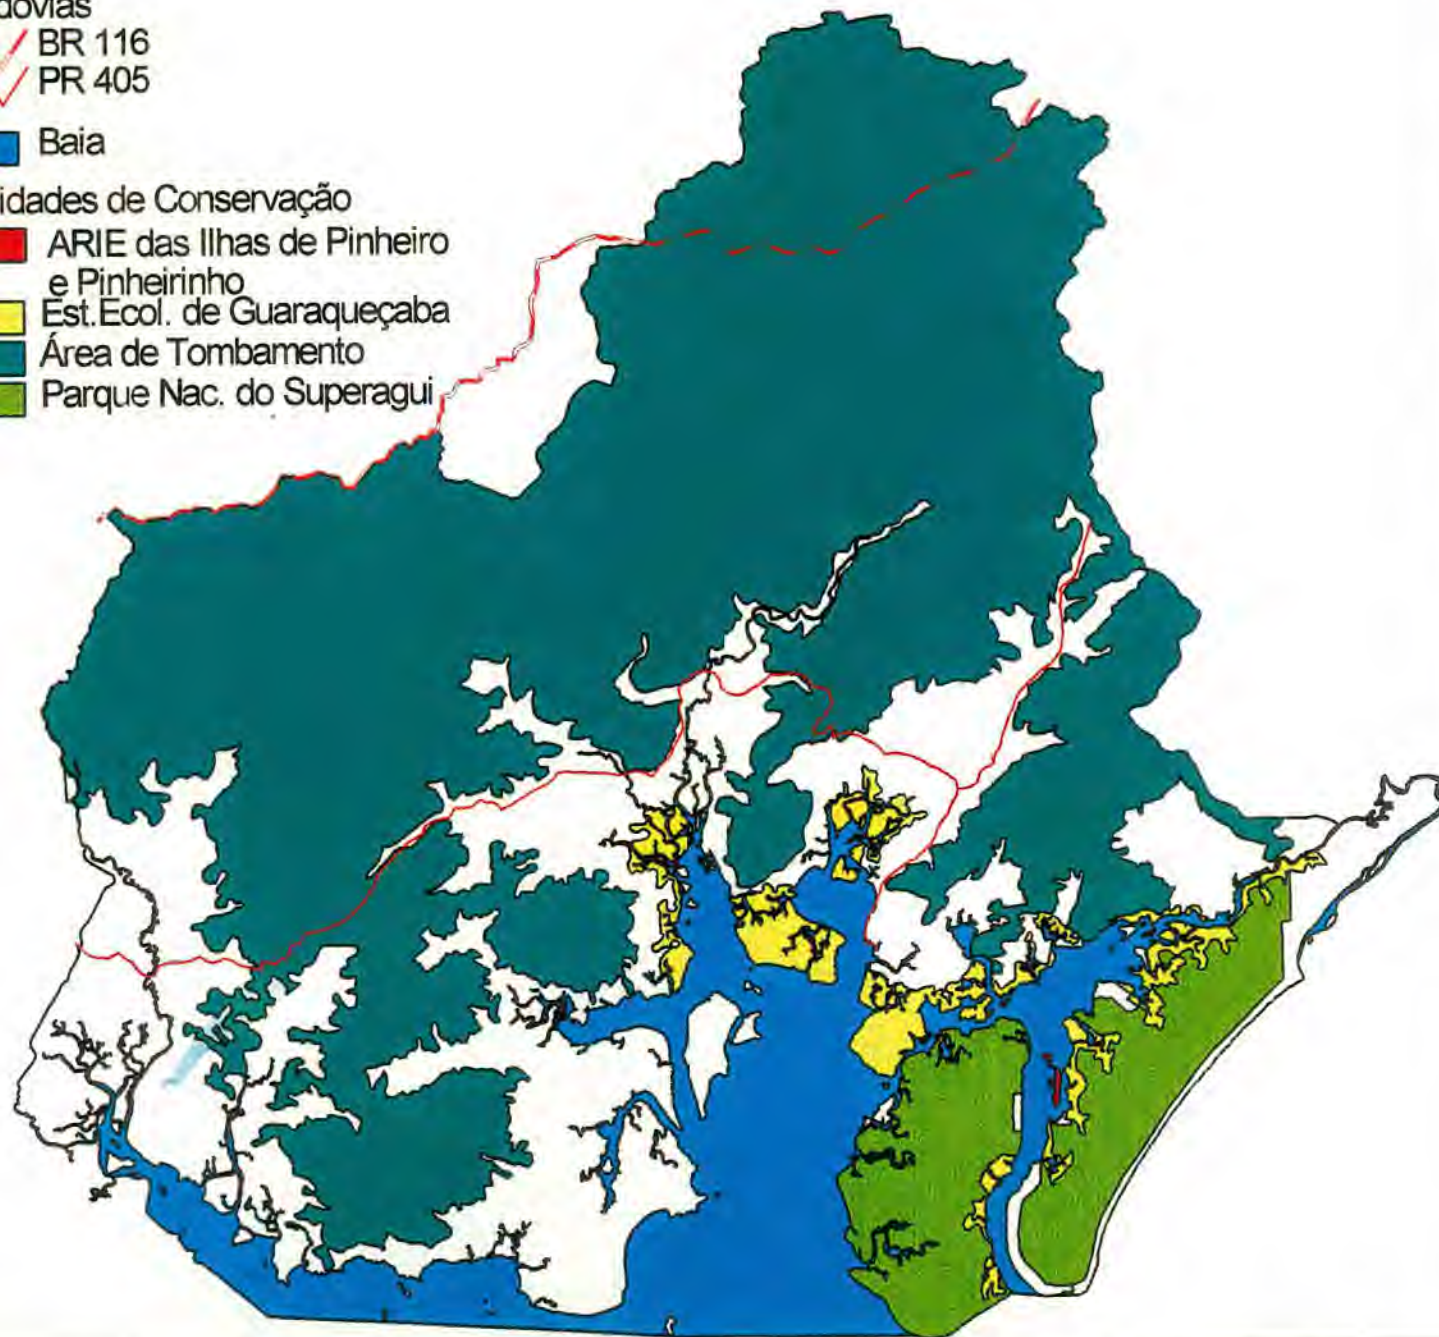 dovias
BR 116
PR 405
Baia
idades de Conservação
ARIE das Ilhas de Pinheiro
e Pinheirinho
Est.Ecol. de Guaraqueçaba
Área de Tombamento
Parque Nac. do Superagui